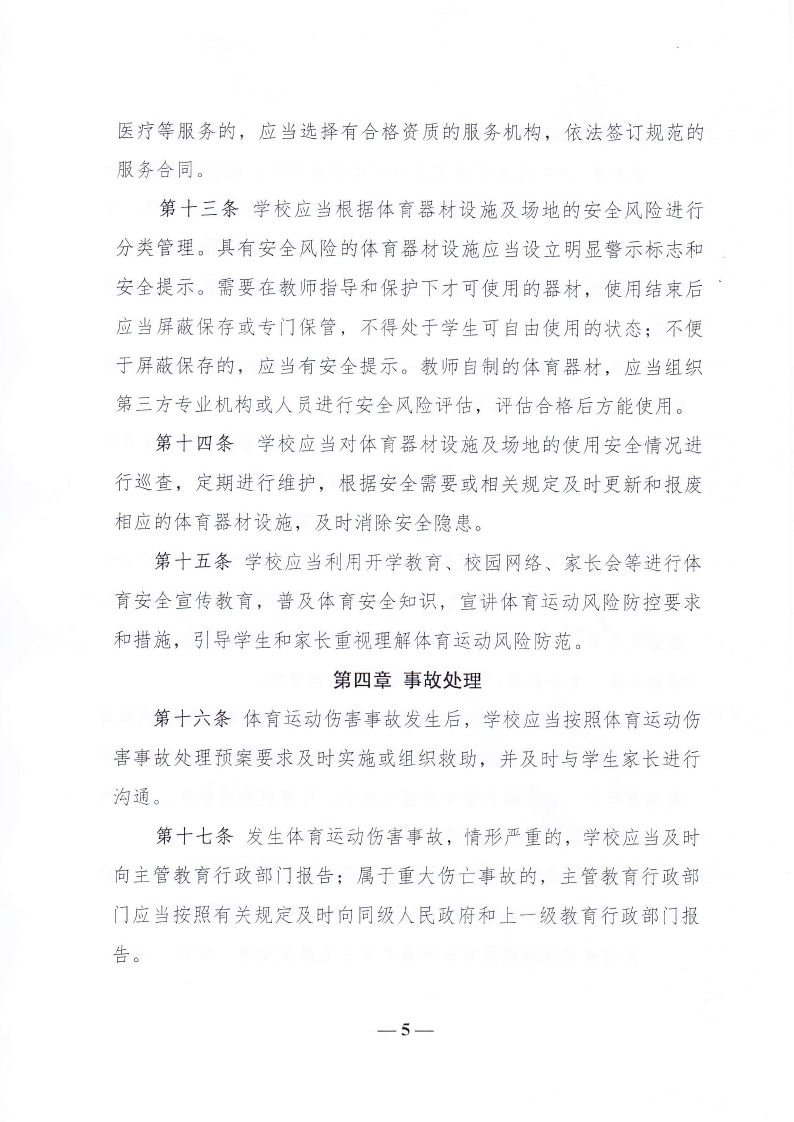 医疗等服务的，应当选择有合格资质的服务机构，依法签订规范的
服务合同。
第十三条 学校应当根据体育器材设施及场地的安全风险进行
分类管理。具有安全风险的体育器材设施应当设立明显警示标志和
安全提示。需要在教师指导和保护下才可使用的器材，使用结束后
应当屏蔽保存或专门保管，不得处于学生可自由使用的状态；不便
于屏蔽保存的，应当有安全提示。教师自制的体育器材，应当组织
第三方专业机构或人员进行安全风险评估，评估合格后方能使用。
第十四条 学校应当对体育器材设施及场地的使用安全情况进
行巡查，定期进行维护，根据安全需要或相关规定及时更新和报废
相应的体育器材设施，及时消除安全隐患。
第十五条 学校应当利用开学教育、校园网络、家长会等进行体
育安全宣传教育，普及体育安全知识，宣讲体育运动风险防控要求
和措施，引导学生和家长重视理解体育运动风险防范。
第四章 事故处理
第十六条 体育运动伤害事故发生后，学校应当按照体育运动伤
害事故处理预案要求及时实施或组织救助，并及时与学生家长进行
沟通。
第十七条 发生体育运动伤害事故，情形严重的，学校应当及时
向主管教育行政部门报告；属于重大伤亡事故的，主管教育行政部
门应当按照有关规定及时向同级人民政府和上一级教育行政部门报
告。
— 5 —